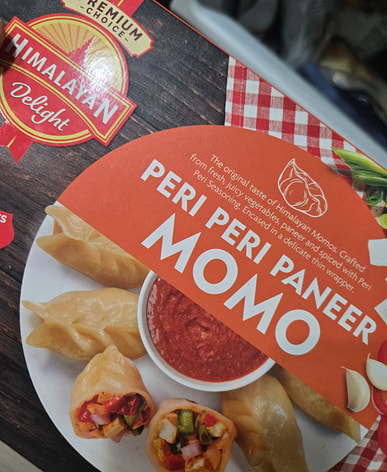 PREMIUM
CHOICE
HIMALAYAN
Delight
The original taste of Himalayan Momos. Crafted
from fresh, juicy vegetables, paneer and spiced with Peri
Peri Seasoning. Encased in a delicate thin wrapper.
PERI PERI PANEER
MOMO